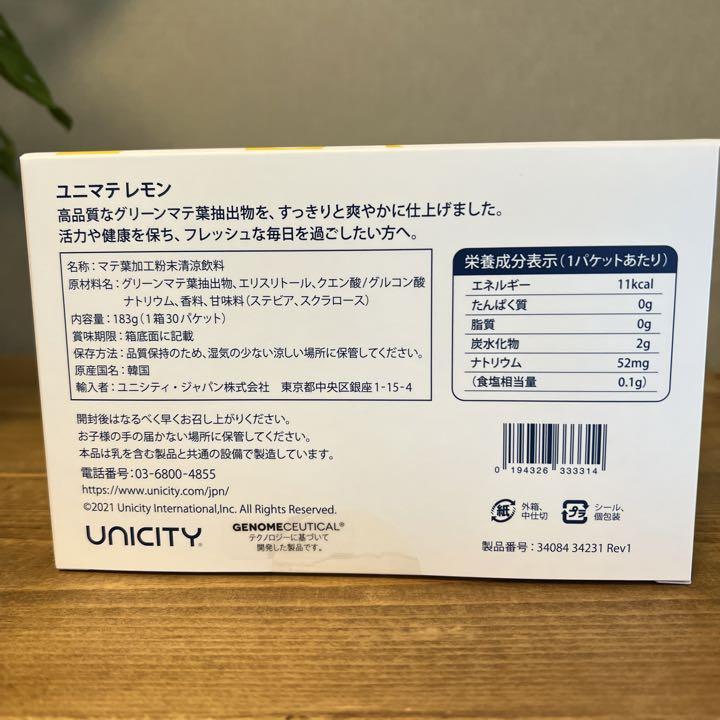 ユニマテ レモン
高品質なグリーンマテ葉抽出物を、すっきりと爽やかに仕上げました。
活力や健康を保ち、フレッシュな毎日を過ごしたい方へ。
名称：マテ葉加工粉末清涼飲料
原材料名：グリーンマテ葉抽出物、エリスリトール、クエン酸/グルコン酸
ナトリウム、香料、甘味料（ステビア、スクラロース）
内容量：183g（1箱30パケット）
賞味期限：箱底面に記載
保存方法：品質保持のため、湿気の少ない涼しい場所に保管してください。
原産国名：韓国
輸入者：ユニシティ・ジャパン株式会社 東京都中央区銀座1-15-4
栄養成分表示（1パケットあたり）
エネルギー 11kcal
たんぱく質 0g
脂質 0g
炭水化物 2g
ナトリウム 52mg
（食塩相当量 0.1g）
開封後はなるべく早くお召し上がりください。
お子様の手の届かない場所に保管してください。
本品は乳を含む製品と共通の設備で製造しています。
電話番号：03-6800-4855
https://www.unicity.com/jpn/
©2021 Unicity International,Inc. All Rights Reserved.
UNICITY®
GENOMECEUTICAL®
テクノロジーに基づいて
開発した製品です。
0 194326 333314
紙 外箱、
中仕切
プラ シール、
個包装
製品番号：34084 34231 Rev1